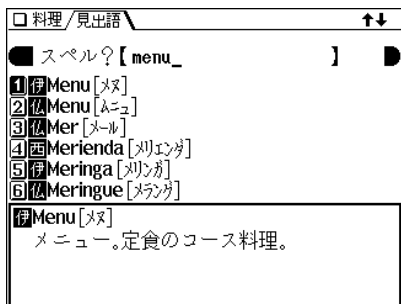 料理/見出語 ↑↓
スペル?【menu_ 】
1 伊Menu[メヌ]
2 仏Menu[ムニュ]
3 仏Mer[メール]
4 西Merienda[メリエンダ]
5 伊Meringa[メリンガ]
6 仏Meringue[メラング]
伊Menu[メヌ]
メニュー。定食のコース料理。